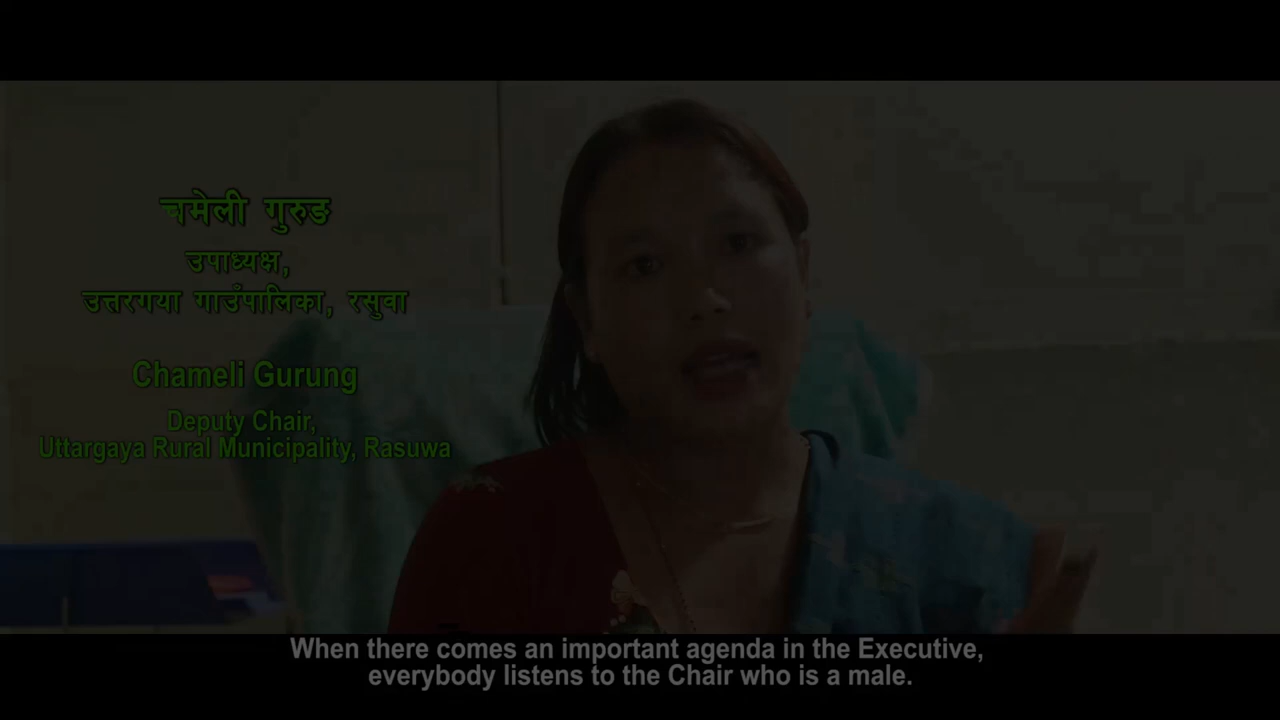 चमेली गुरुङ
उपाध्यक्ष,
उत्तरगया गाउँपालिका, रसुवा
Chameli Gurung
Deputy Chair,
Uttargaya Rural Municipality, Rasuwa
When there comes an important agenda in the Executive,
everybody listens to the Chair who is a male.